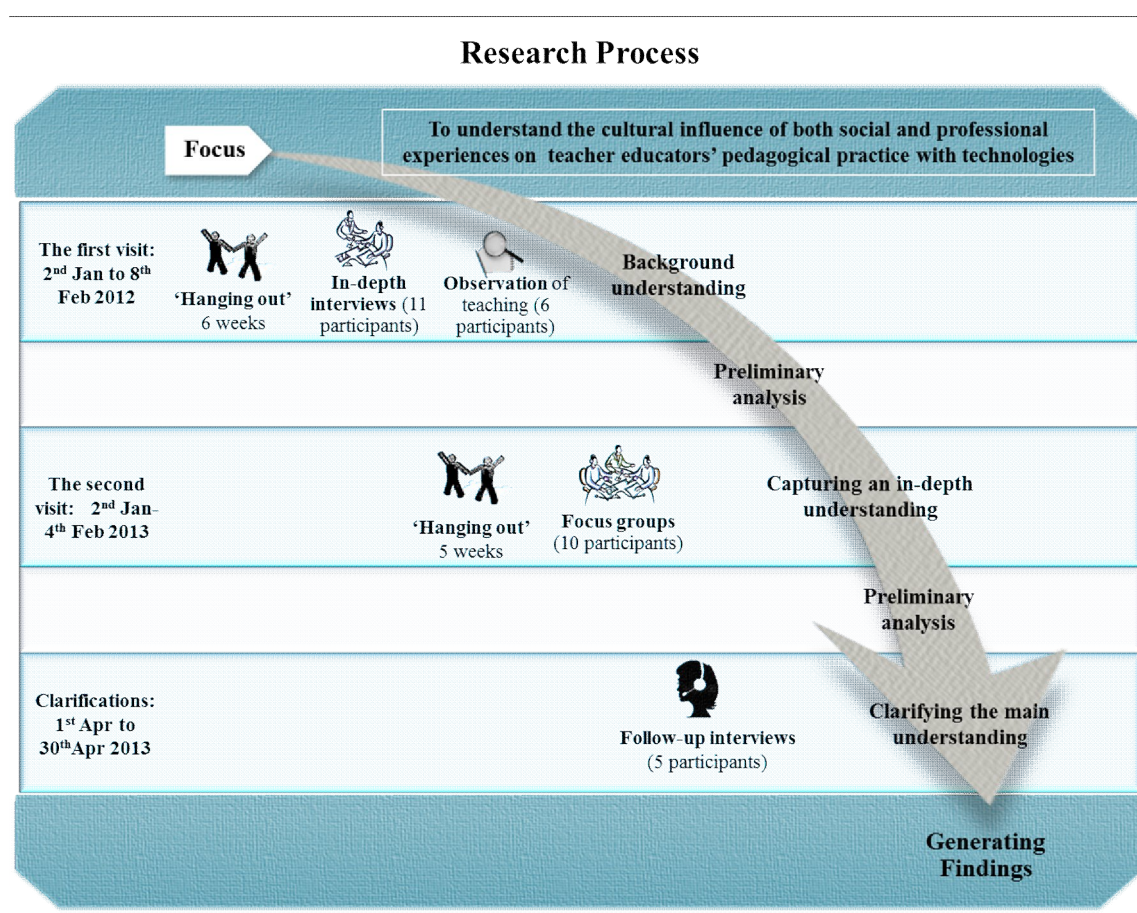 Research Process
Focus
To understand the cultural influence of both social and professional
experiences on teacher educators' pedagogical practice with technologies
The first visit:
2nd Jan to 8th
Feb 2012
'Hanging out'
6 weeks
In-depth
interviews (11
participants)
Observation of
teaching (6
participants)
Background
understanding
Preliminary
analysis
The second
visit: 2nd Jan-
4th Feb 2013
'Hanging out'
5 weeks
Focus groups
(10 participants)
Capturing an in-depth
understanding
Preliminary
analysis
Clarifications:
1st Apr to
30thApr 2013
Follow-up interviews
(5 participants)
Clarifying the main
understanding
Generating
Findings